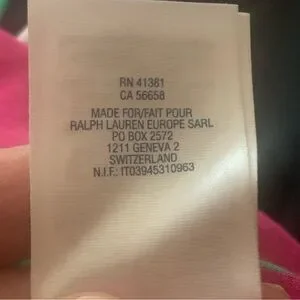 RN 41381
CA 56658
MADE FOR/FAIT POUR
RALPH LAUREN EUROPE SARL
PO BOX 2572
1211 GENEVA 2
SWITZERLAND
N.I.F.: IT03945310963